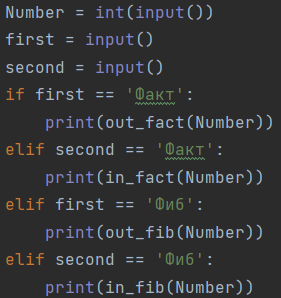 Number = int(input())
first = input()
second = input()
if first == 'Факт':
    print(out_fact(Number))
elif second == 'Факт':
    print(in_fact(Number))
elif first == 'Фиб':
    print(out_fib(Number))
elif second == 'Фиб':
    print(in_fib(Number))